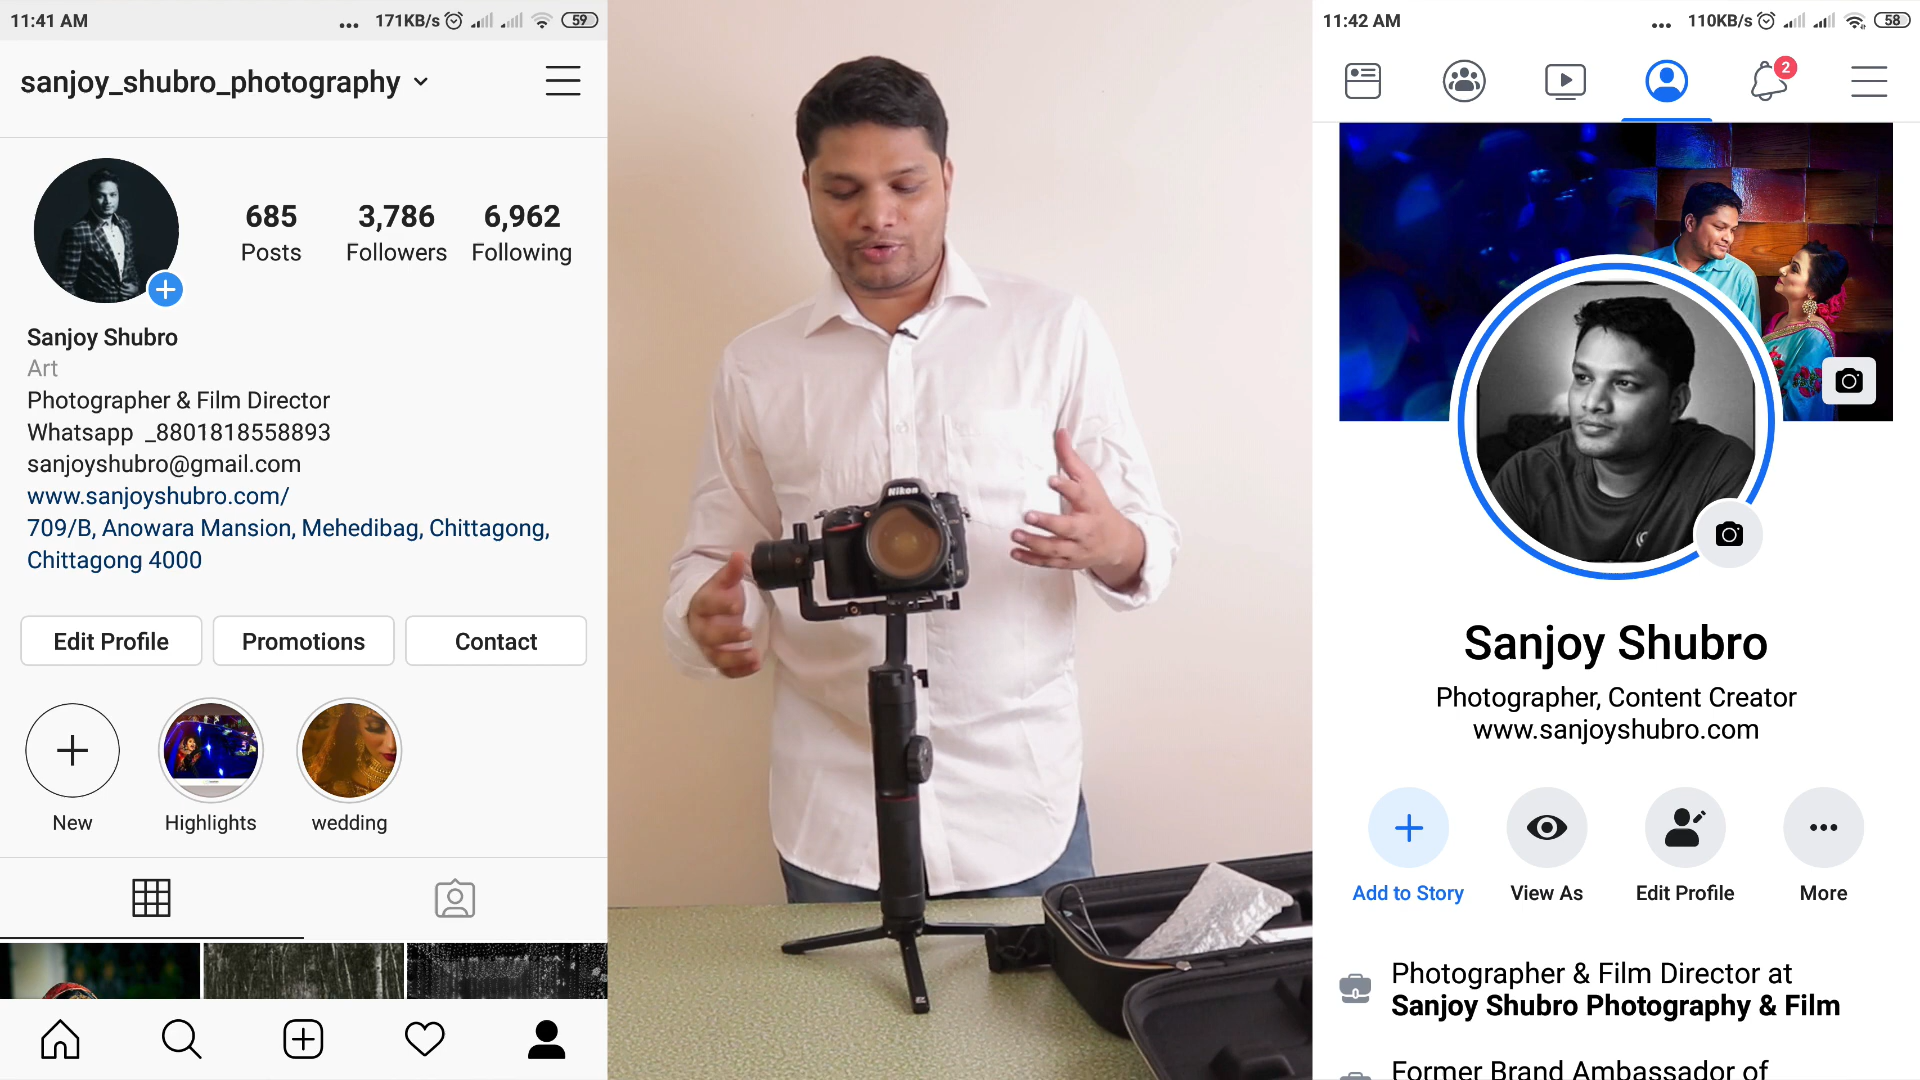 11:41 AM
... 171KB/s 59
sanjoy_shubro_photography
685 3,786 6,962
Posts Followers Following
Sanjoy Shubro
Art
Photographer & Film Director
Whatsapp _8801818558893
sanjoyshubro@gmail.com
www.sanjoyshubro.com/
709/B, Anowara Mansion, Mehedibag, Chittagong,
Chittagong 4000
Edit Profile Promotions Contact
New Highlights wedding
Nikon
11:42 AM
... 110KB/s 58
2
Sanjoy Shubro
Photographer, Content Creator
www.sanjoyshubro.com
Add to Story View As Edit Profile More
Photographer & Film Director at
Sanjoy Shubro Photography & Film
Former Brand Ambassador of